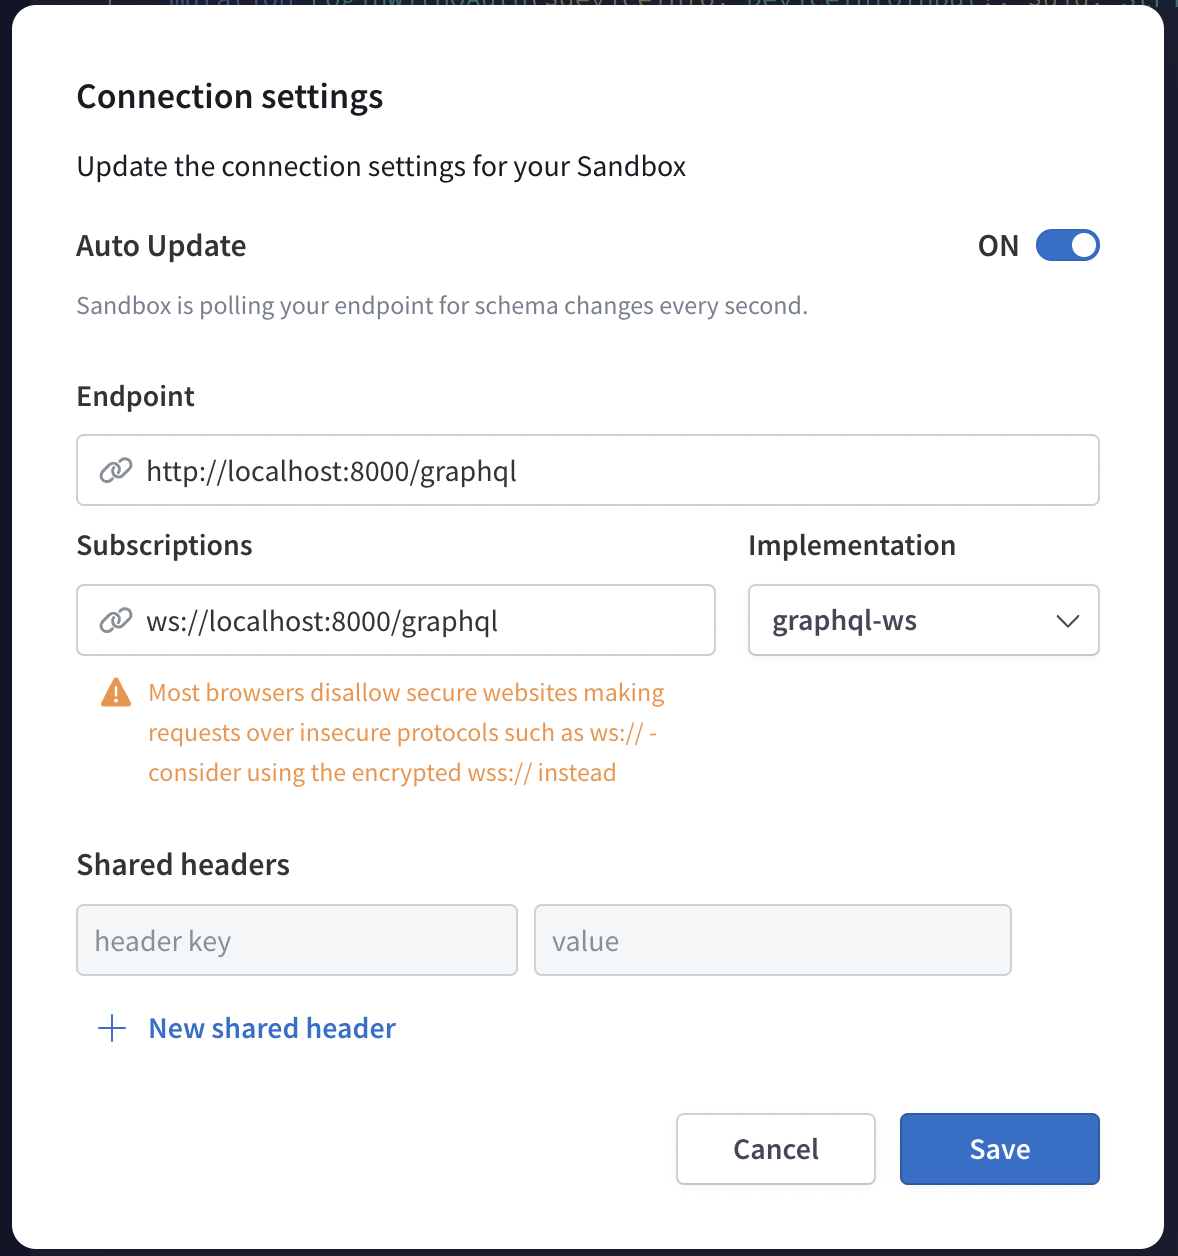 Connection settings
Update the connection settings for your Sandbox
Auto Update
ON
Sandbox is polling your endpoint for schema changes every second.
Endpoint
http://localhost:8000/graphql
Subscriptions
Implementation
ws://localhost:8000/graphql
graphql-ws
Most browsers disallow secure websites making
requests over insecure protocols such as ws:// -
consider using the encrypted wss:// instead
Shared headers
header key
value
New shared header
Cancel
Save